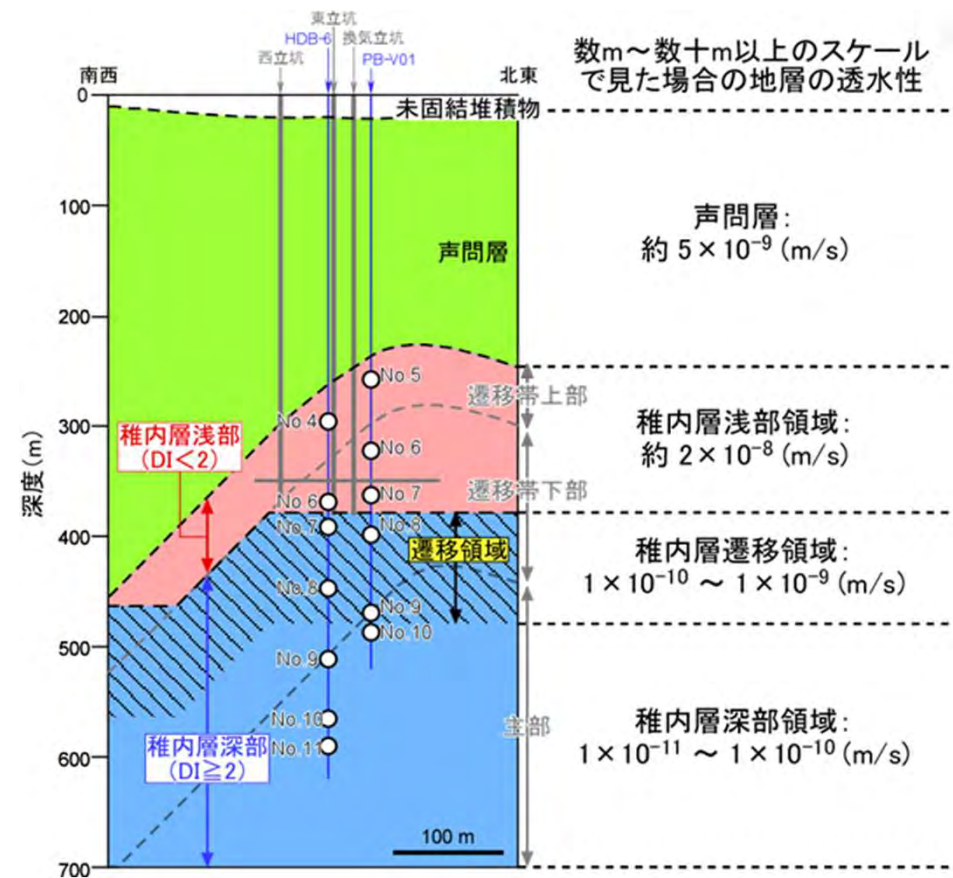 東立坑
HDB-6 換気立坑
西立坑 PB-V01
南西 北東
数m～数十m以上のスケール
で見た場合の地層の透水性
0
未固結堆積物
100
声問層
声問層：
約 5×10⁻⁹ (m/s)
200
No.5
遷移帯上部
300
No.4
稚内層浅部
(DI＜2)
No.6
稚内層浅部領域：
約 2×10⁻⁸ (m/s)
深度(m)
No.6
No.7
遷移帯下部
400
No.7
No.8
遷移領域
稚内層遷移領域：
1×10⁻¹⁰ ～ 1×10⁻⁹ (m/s)
No.8
No.9
No.10
500
No.9
No.10
主部
No.11
600
稚内層深部
(DI≧2)
稚内層深部領域：
1×10⁻¹¹ ～ 1×10⁻¹⁰ (m/s)
100 m
700